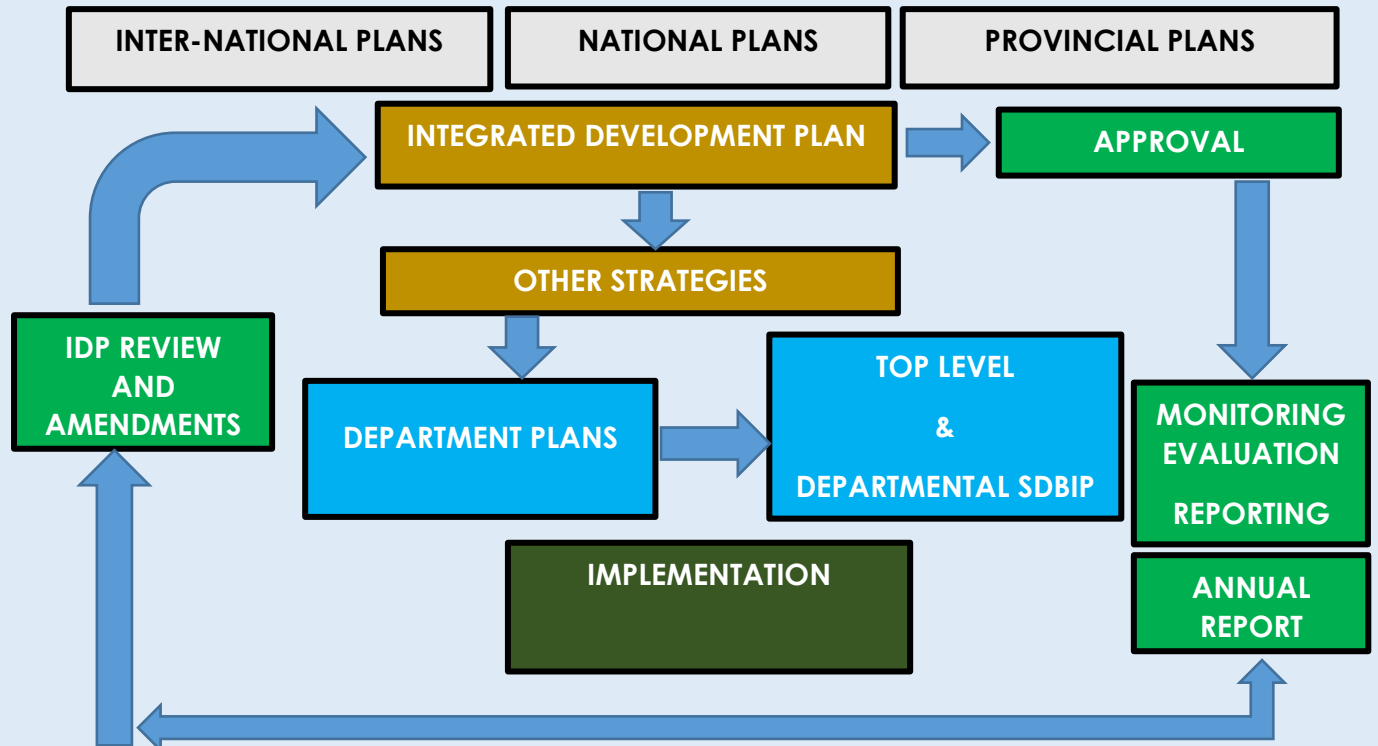 INTER-NATIONAL PLANS
NATIONAL PLANS
PROVINCIAL PLANS
INTEGRATED DEVELOPMENT PLAN
APPROVAL
OTHER STRATEGIES
IDP REVIEW
AND
AMENDMENTS
DEPARTMENT PLANS
TOP LEVEL
&
DEPARTMENTAL SDBIP
MONITORING
EVALUATION
REPORTING
IMPLEMENTATION
ANNUAL
REPORT